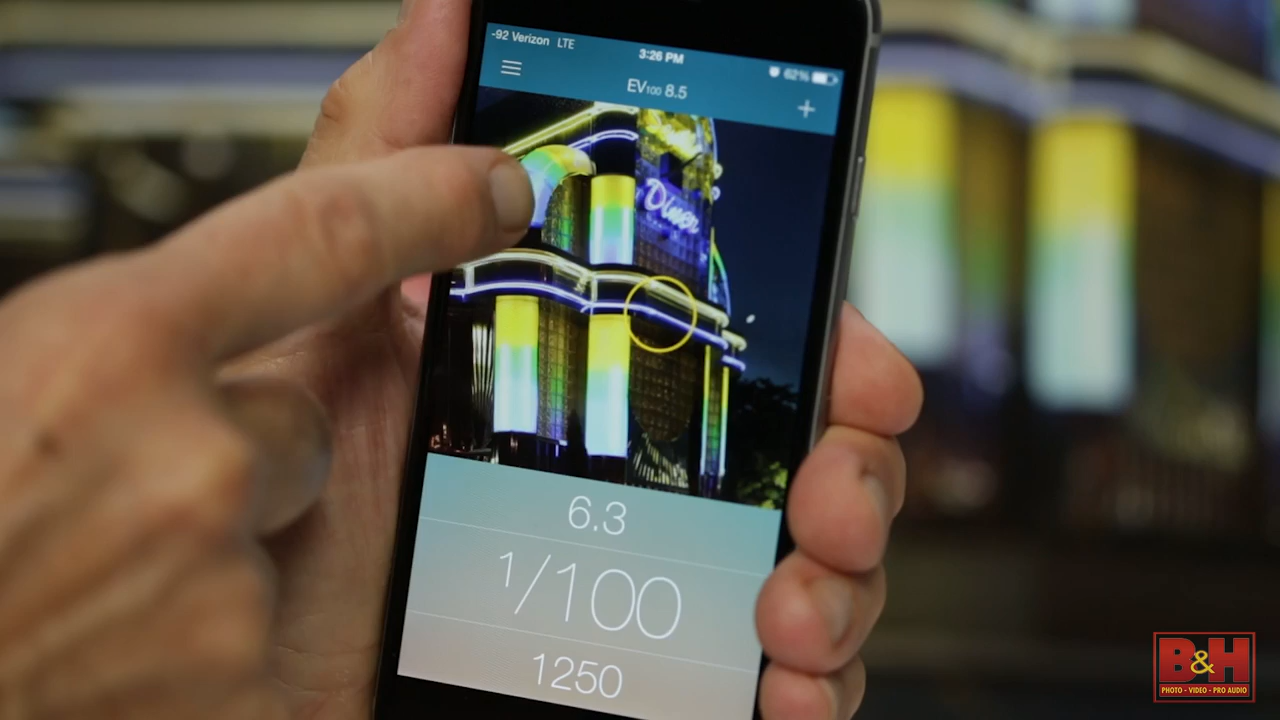 -92 Verizon LTE
3:26 PM
62%
EV100 8.5
+
Diner
6.3
1/100
1250
B&H
PHOTO - VIDEO - PRO AUDIO